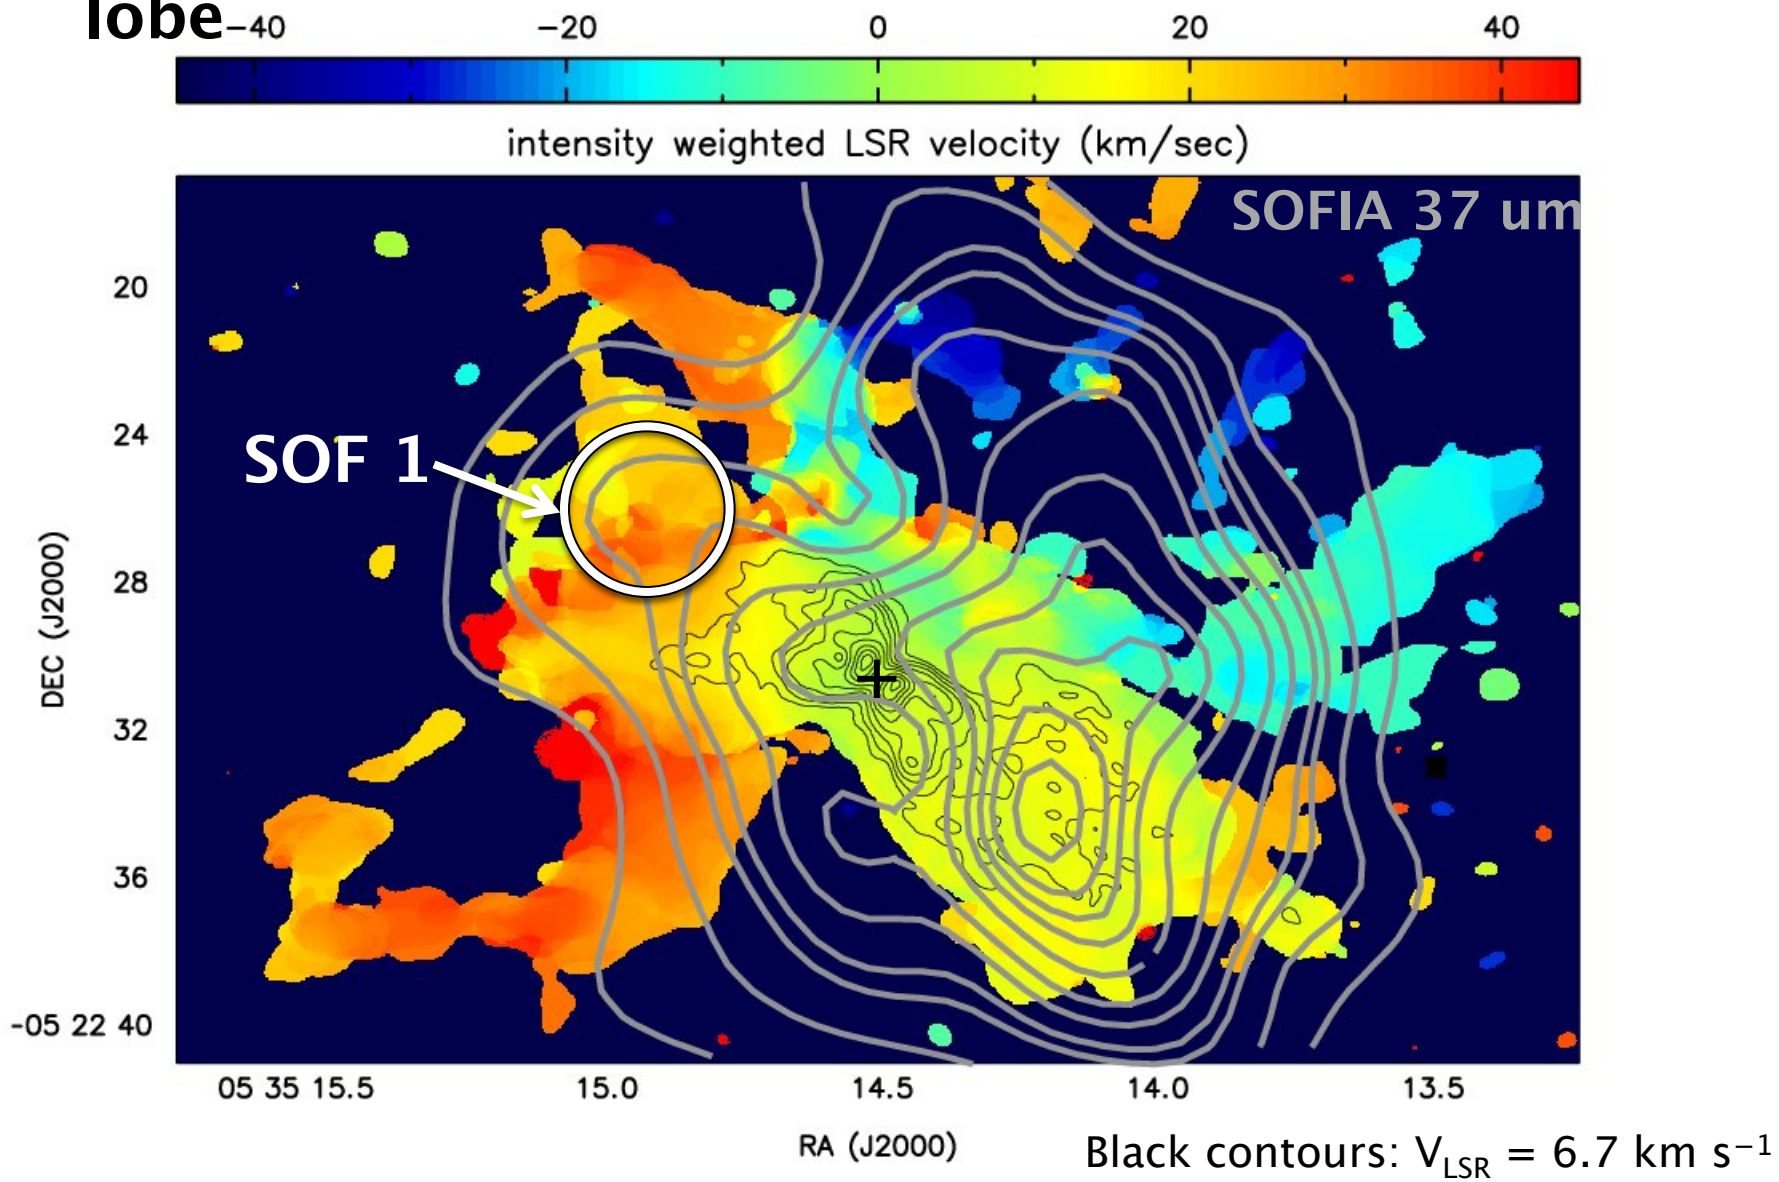 lobe
-40 -20 0 20 40
intensity weighted LSR velocity (km/sec)
SOFIA 37 um
20
24
SOF 1
28
DEC (J2000)
32
36
-05 22 40
05 35 15.5 15.0 14.5 14.0 13.5
RA (J2000)
Black contours: V_LSR = 6.7 km s⁻¹